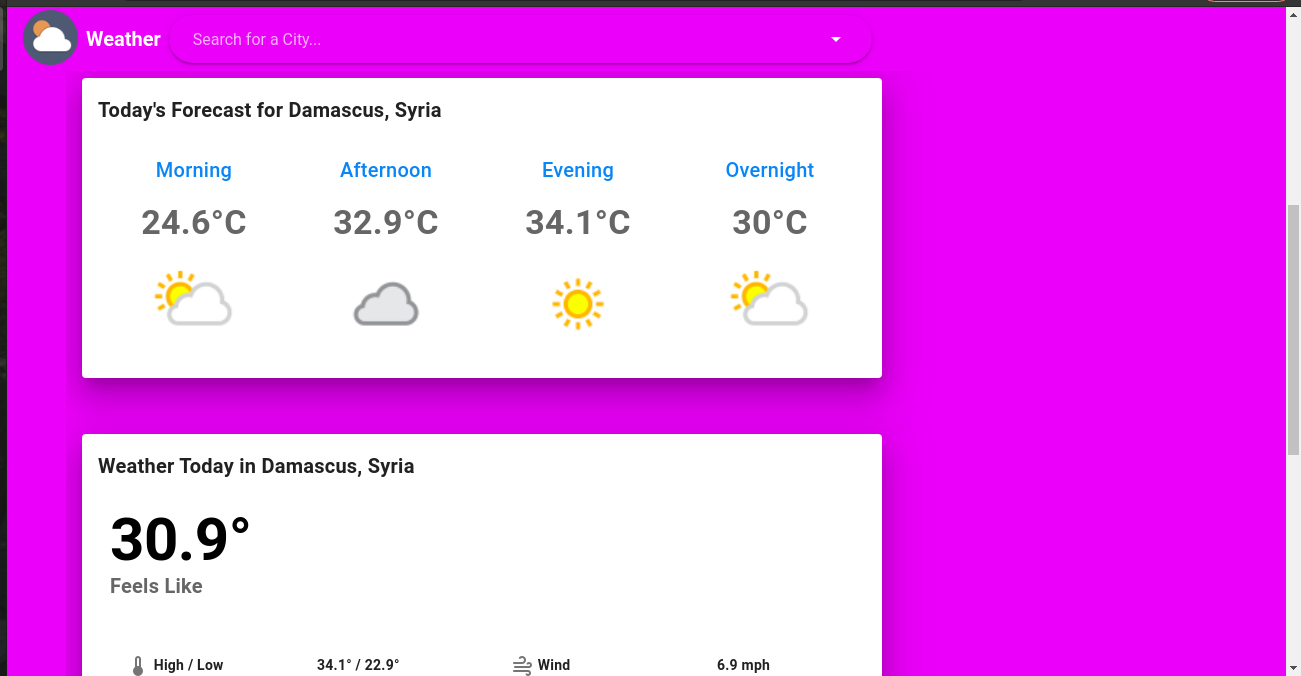 Weather
Search for a City...
Today's Forecast for Damascus, Syria
Morning Afternoon Evening Overnight
24.6°C 32.9°C 34.1°C 30°C
Weather Today in Damascus, Syria
30.9°
Feels Like
High / Low 34.1° / 22.9° Wind 6.9 mph